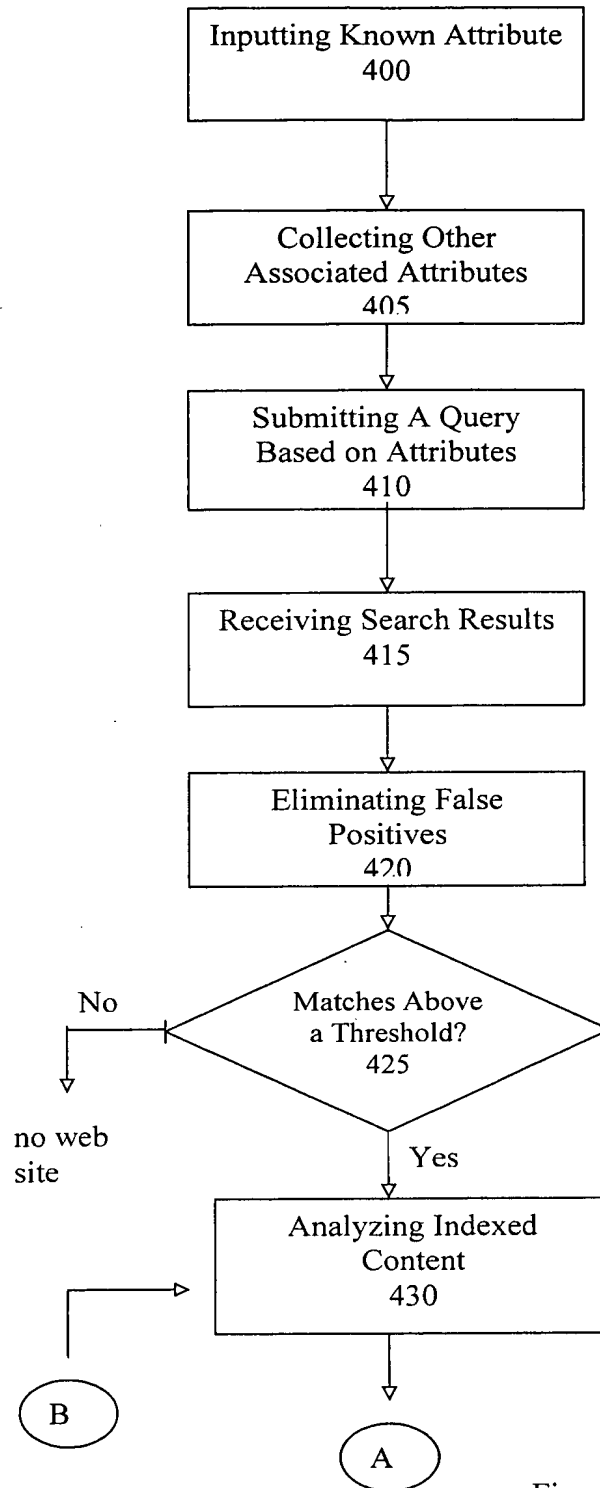 Inputting Known Attribute
400
Collecting Other
Associated Attributes
405
Submitting A Query
Based on Attributes
410
Receiving Search Results
415
Eliminating False
Positives
420
Matches Above
a Threshold?
425
No
no web
site
Yes
Analyzing Indexed
Content
430
B
A